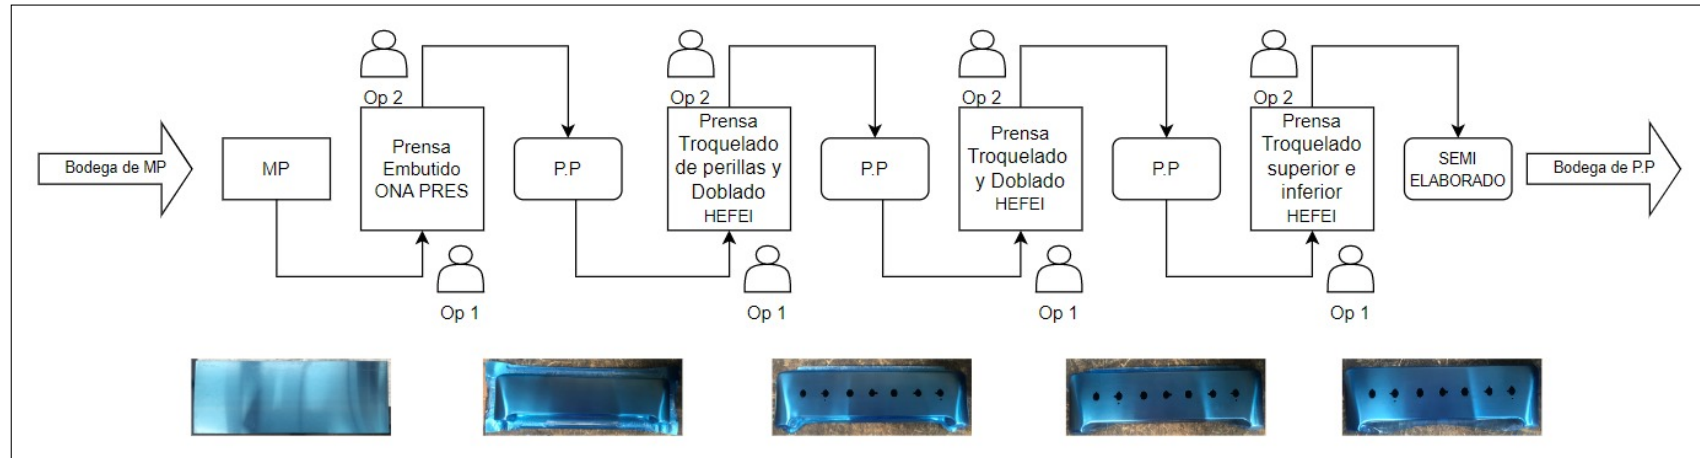 Bodega de MP
MP
Op 2
Prensa
Embutido
ONA PRES
Op 1
P.P
Op 2
Prensa
Troquelado
de perillas y
Doblado
HEFEI
Op 1
P.P
Op 2
Prensa
Troquelado
y Doblado
HEFEI
Op 1
P.P
Op 2
Prensa
Troquelado
superior e
inferior
HEFEI
Op 1
SEMI
ELABORADO
Bodega de P.P